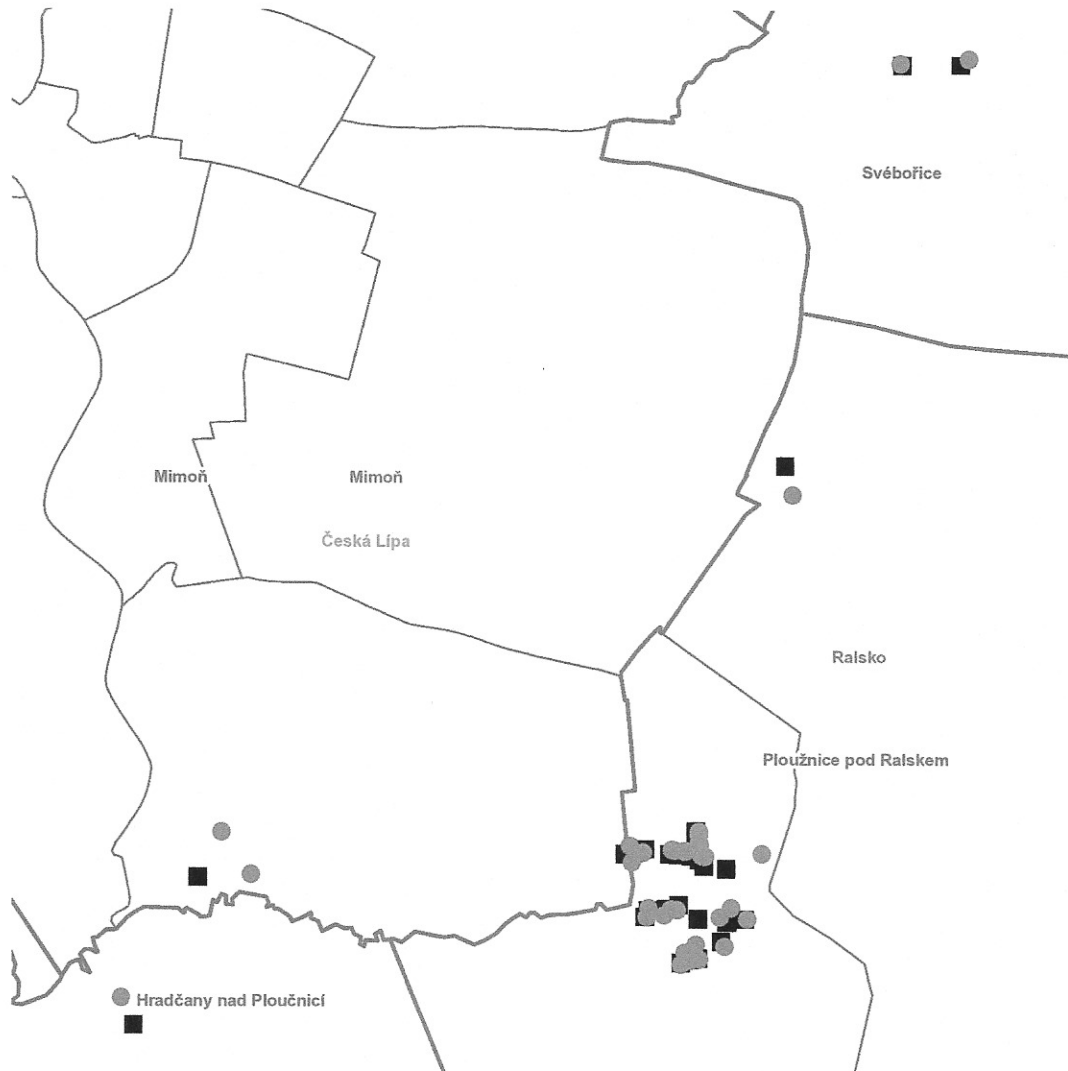 Svébořice
Mimoň
Mimoň
Česká Lípa
Ralsko
Ploužnice pod Ralskem
Hradčany nad Ploučnicí